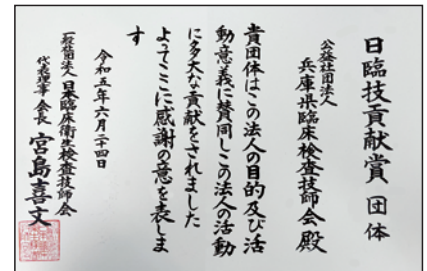 日臨技貢献賞 団体
公益社団法人
兵庫県臨床検査技師会 殿
貴団体はこの法人の目的及び活
動意義に賛同しこの法人の活動
に多大な貢献をされました
よってここに感謝の意を表しま
す
令和五年六月二十四日
一般社団法人 日本臨床衛生検査技師会
代表理事 会長 宮島喜文